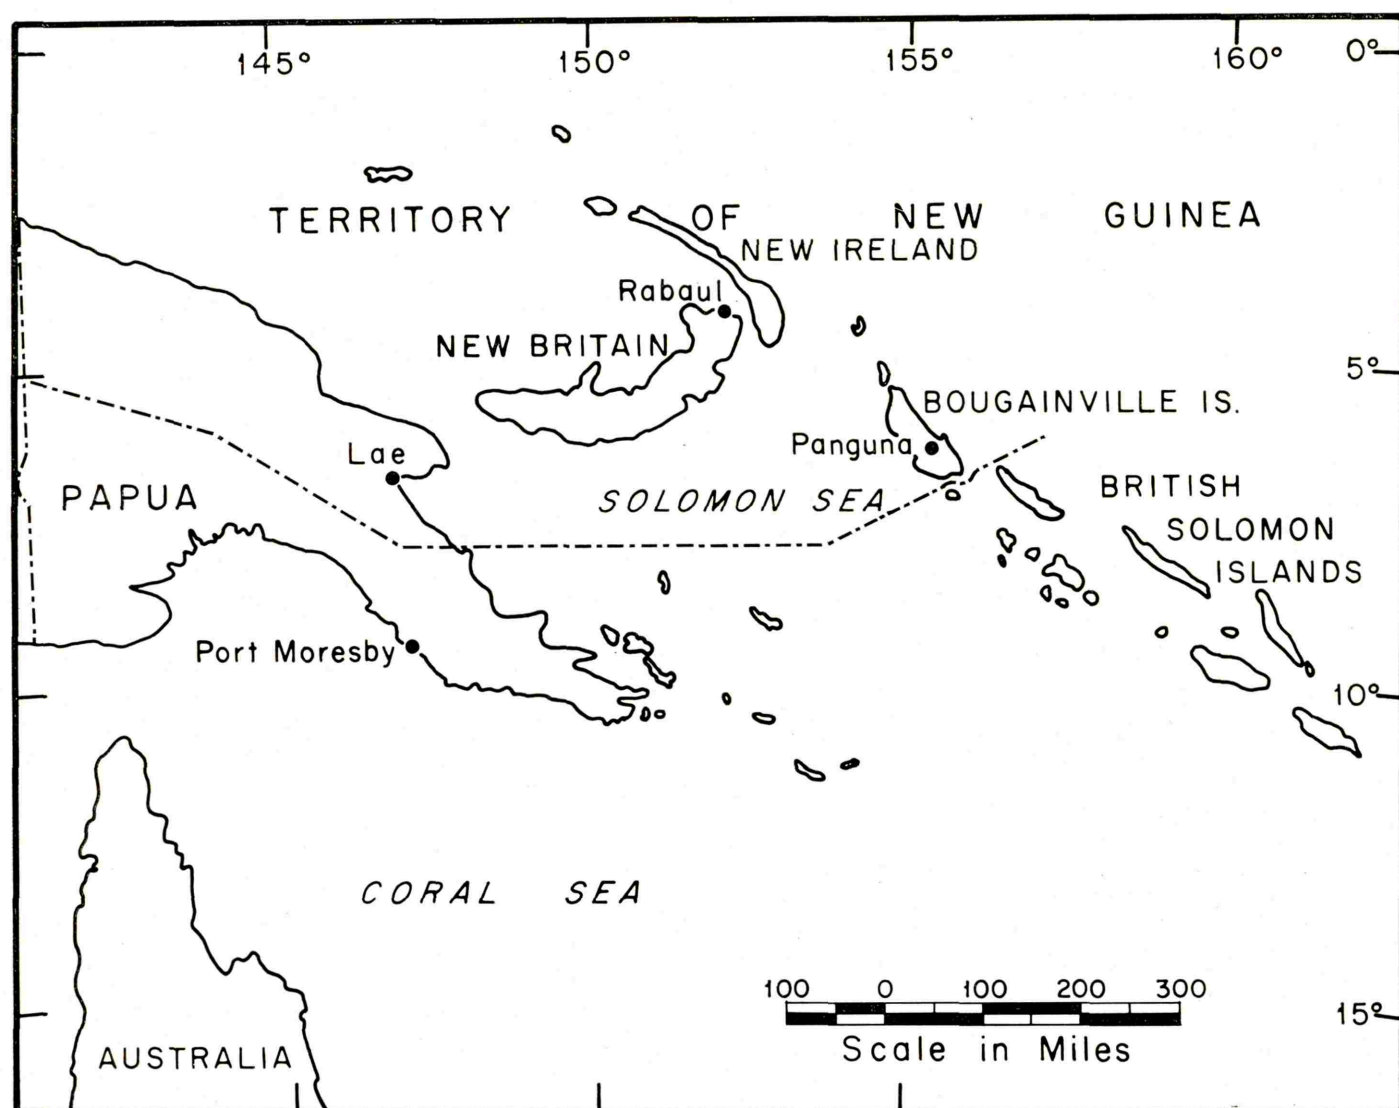 145° 150° 155° 160° 0°
TERRITORY OF NEW GUINEA
NEW IRELAND
Rabaul
NEW BRITAIN
5°
BOUGAINVILLE IS.
Panguna
Lae
PAPUA
SOLOMON SEA
BRITISH
SOLOMON
ISLANDS
Port Moresby
10°
CORAL SEA
100 0 100 200 300
15°
Scale in Miles
AUSTRALIA